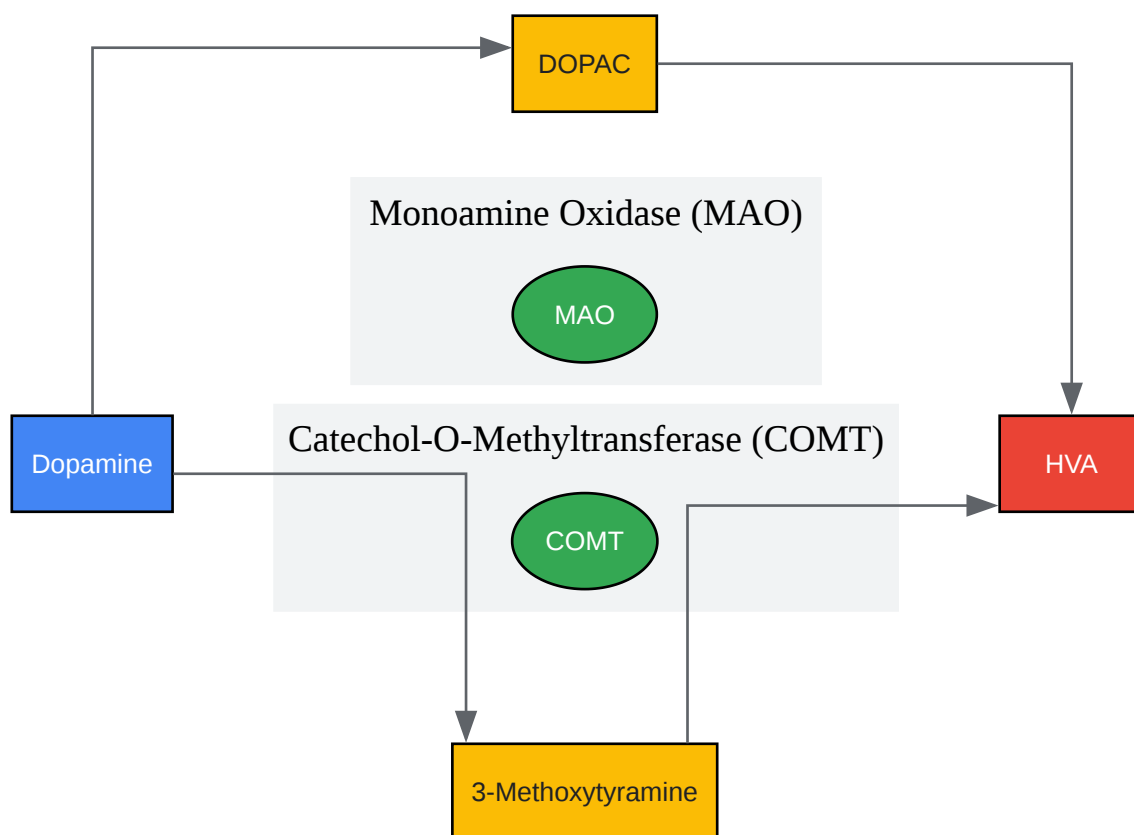 DOPAC
Monoamine Oxidase (MAO)
MAO
Catechol-O-Methyltransferase (COMT)
Dopamine
HVA
COMT
3-Methoxytyramine